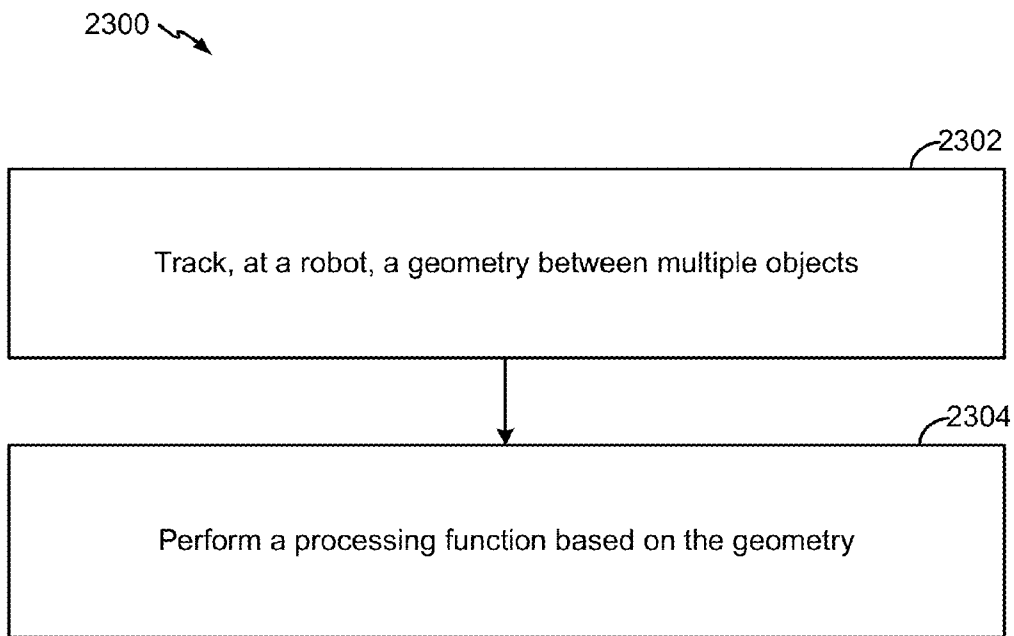 2300
2302
Track, at a robot, a geometry between multiple objects
2304
Perform a processing function based on the geometry